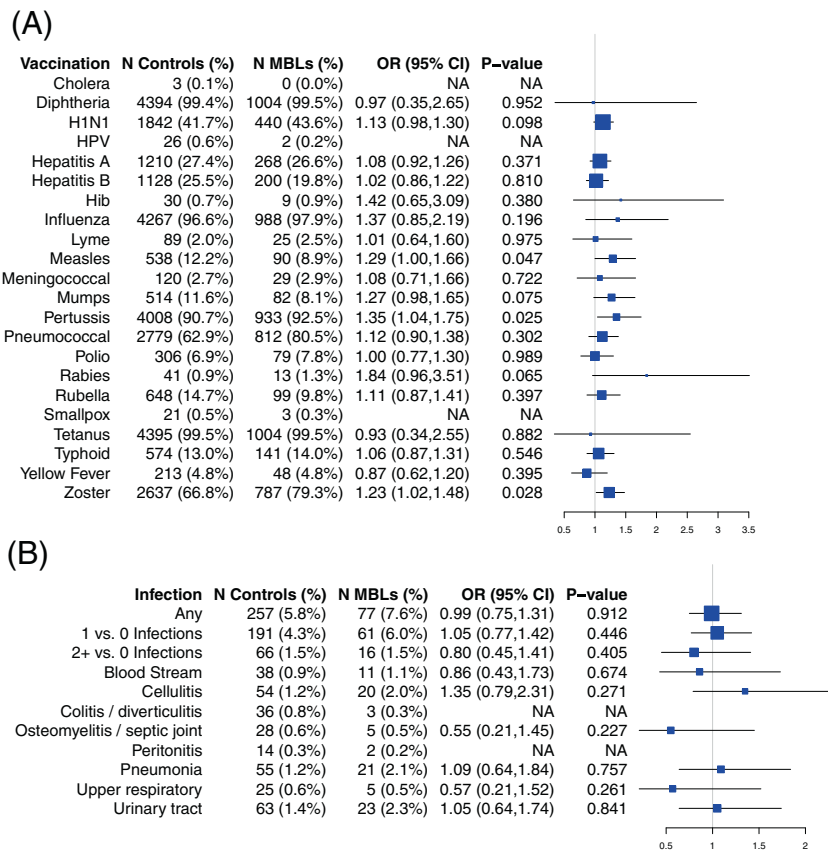 (A)
Vaccination N Controls (%) N MBLs (%) OR (95% CI) P−value
Cholera 3 (0.1%) 0 (0.0%) NA NA
Diphtheria 4394 (99.4%) 1004 (99.5%) 0.97 (0.35,2.65) 0.952
H1N1 1842 (41.7%) 440 (43.6%) 1.13 (0.98,1.30) 0.098
HPV 26 (0.6%) 2 (0.2%) NA NA
Hepatitis A 1210 (27.4%) 268 (26.6%) 1.08 (0.92,1.26) 0.371
Hepatitis B 1128 (25.5%) 200 (19.8%) 1.02 (0.86,1.22) 0.810
Hib 30 (0.7%) 9 (0.9%) 1.42 (0.65,3.09) 0.380
Influenza 4267 (96.6%) 988 (97.9%) 1.37 (0.85,2.19) 0.196
Lyme 89 (2.0%) 25 (2.5%) 1.01 (0.64,1.60) 0.975
Measles 538 (12.2%) 90 (8.9%) 1.29 (1.00,1.66) 0.047
Meningococcal 120 (2.7%) 29 (2.9%) 1.08 (0.71,1.66) 0.722
Mumps 514 (11.6%) 82 (8.1%) 1.27 (0.98,1.65) 0.075
Pertussis 4008 (90.7%) 933 (92.5%) 1.35 (1.04,1.75) 0.025
Pneumococcal 2779 (62.9%) 812 (80.5%) 1.12 (0.90,1.38) 0.302
Polio 306 (6.9%) 79 (7.8%) 1.00 (0.77,1.30) 0.989
Rabies 41 (0.9%) 13 (1.3%) 1.84 (0.96,3.51) 0.065
Rubella 648 (14.7%) 99 (9.8%) 1.11 (0.87,1.41) 0.397
Smallpox 21 (0.5%) 3 (0.3%) NA NA
Tetanus 4395 (99.5%) 1004 (99.5%) 0.93 (0.34,2.55) 0.882
Typhoid 574 (13.0%) 141 (14.0%) 1.06 (0.87,1.31) 0.546
Yellow Fever 213 (4.8%) 48 (4.8%) 0.87 (0.62,1.20) 0.395
Zoster 2637 (66.8%) 787 (79.3%) 1.23 (1.02,1.48) 0.028
0.5 1 1.5 2 2.5 3 3.5
(B)
Infection N Controls (%) N MBLs (%) OR (95% CI) P−value
Any 257 (5.8%) 77 (7.6%) 0.99 (0.75,1.31) 0.912
1 vs. 0 Infections 191 (4.3%) 61 (6.0%) 1.05 (0.77,1.42) 0.446
2+ vs. 0 Infections 66 (1.5%) 16 (1.5%) 0.80 (0.45,1.41) 0.405
Blood Stream 38 (0.9%) 11 (1.1%) 0.86 (0.43,1.73) 0.674
Cellulitis 54 (1.2%) 20 (2.0%) 1.35 (0.79,2.31) 0.271
Colitis / diverticulitis 36 (0.8%) 3 (0.3%) NA NA
Osteomyelitis / septic joint 28 (0.6%) 5 (0.5%) 0.55 (0.21,1.45) 0.227
Peritonitis 14 (0.3%) 2 (0.2%) NA NA
Pneumonia 55 (1.2%) 21 (2.1%) 1.09 (0.64,1.84) 0.757
Upper respiratory 25 (0.6%) 5 (0.5%) 0.57 (0.21,1.52) 0.261
Urinary tract 63 (1.4%) 23 (2.3%) 1.05 (0.64,1.74) 0.841
0.5 1 1.5 2